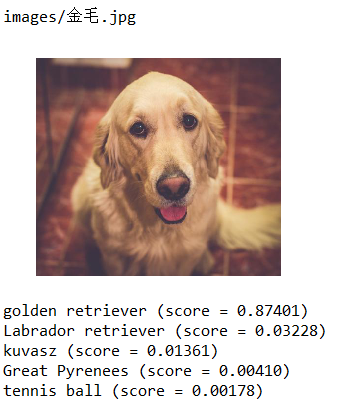 images/金毛.jpg
golden retriever (score = 0.87401)
Labrador retriever (score = 0.03228)
kuvasz (score = 0.01361)
Great Pyrenees (score = 0.00410)
tennis ball (score = 0.00178)